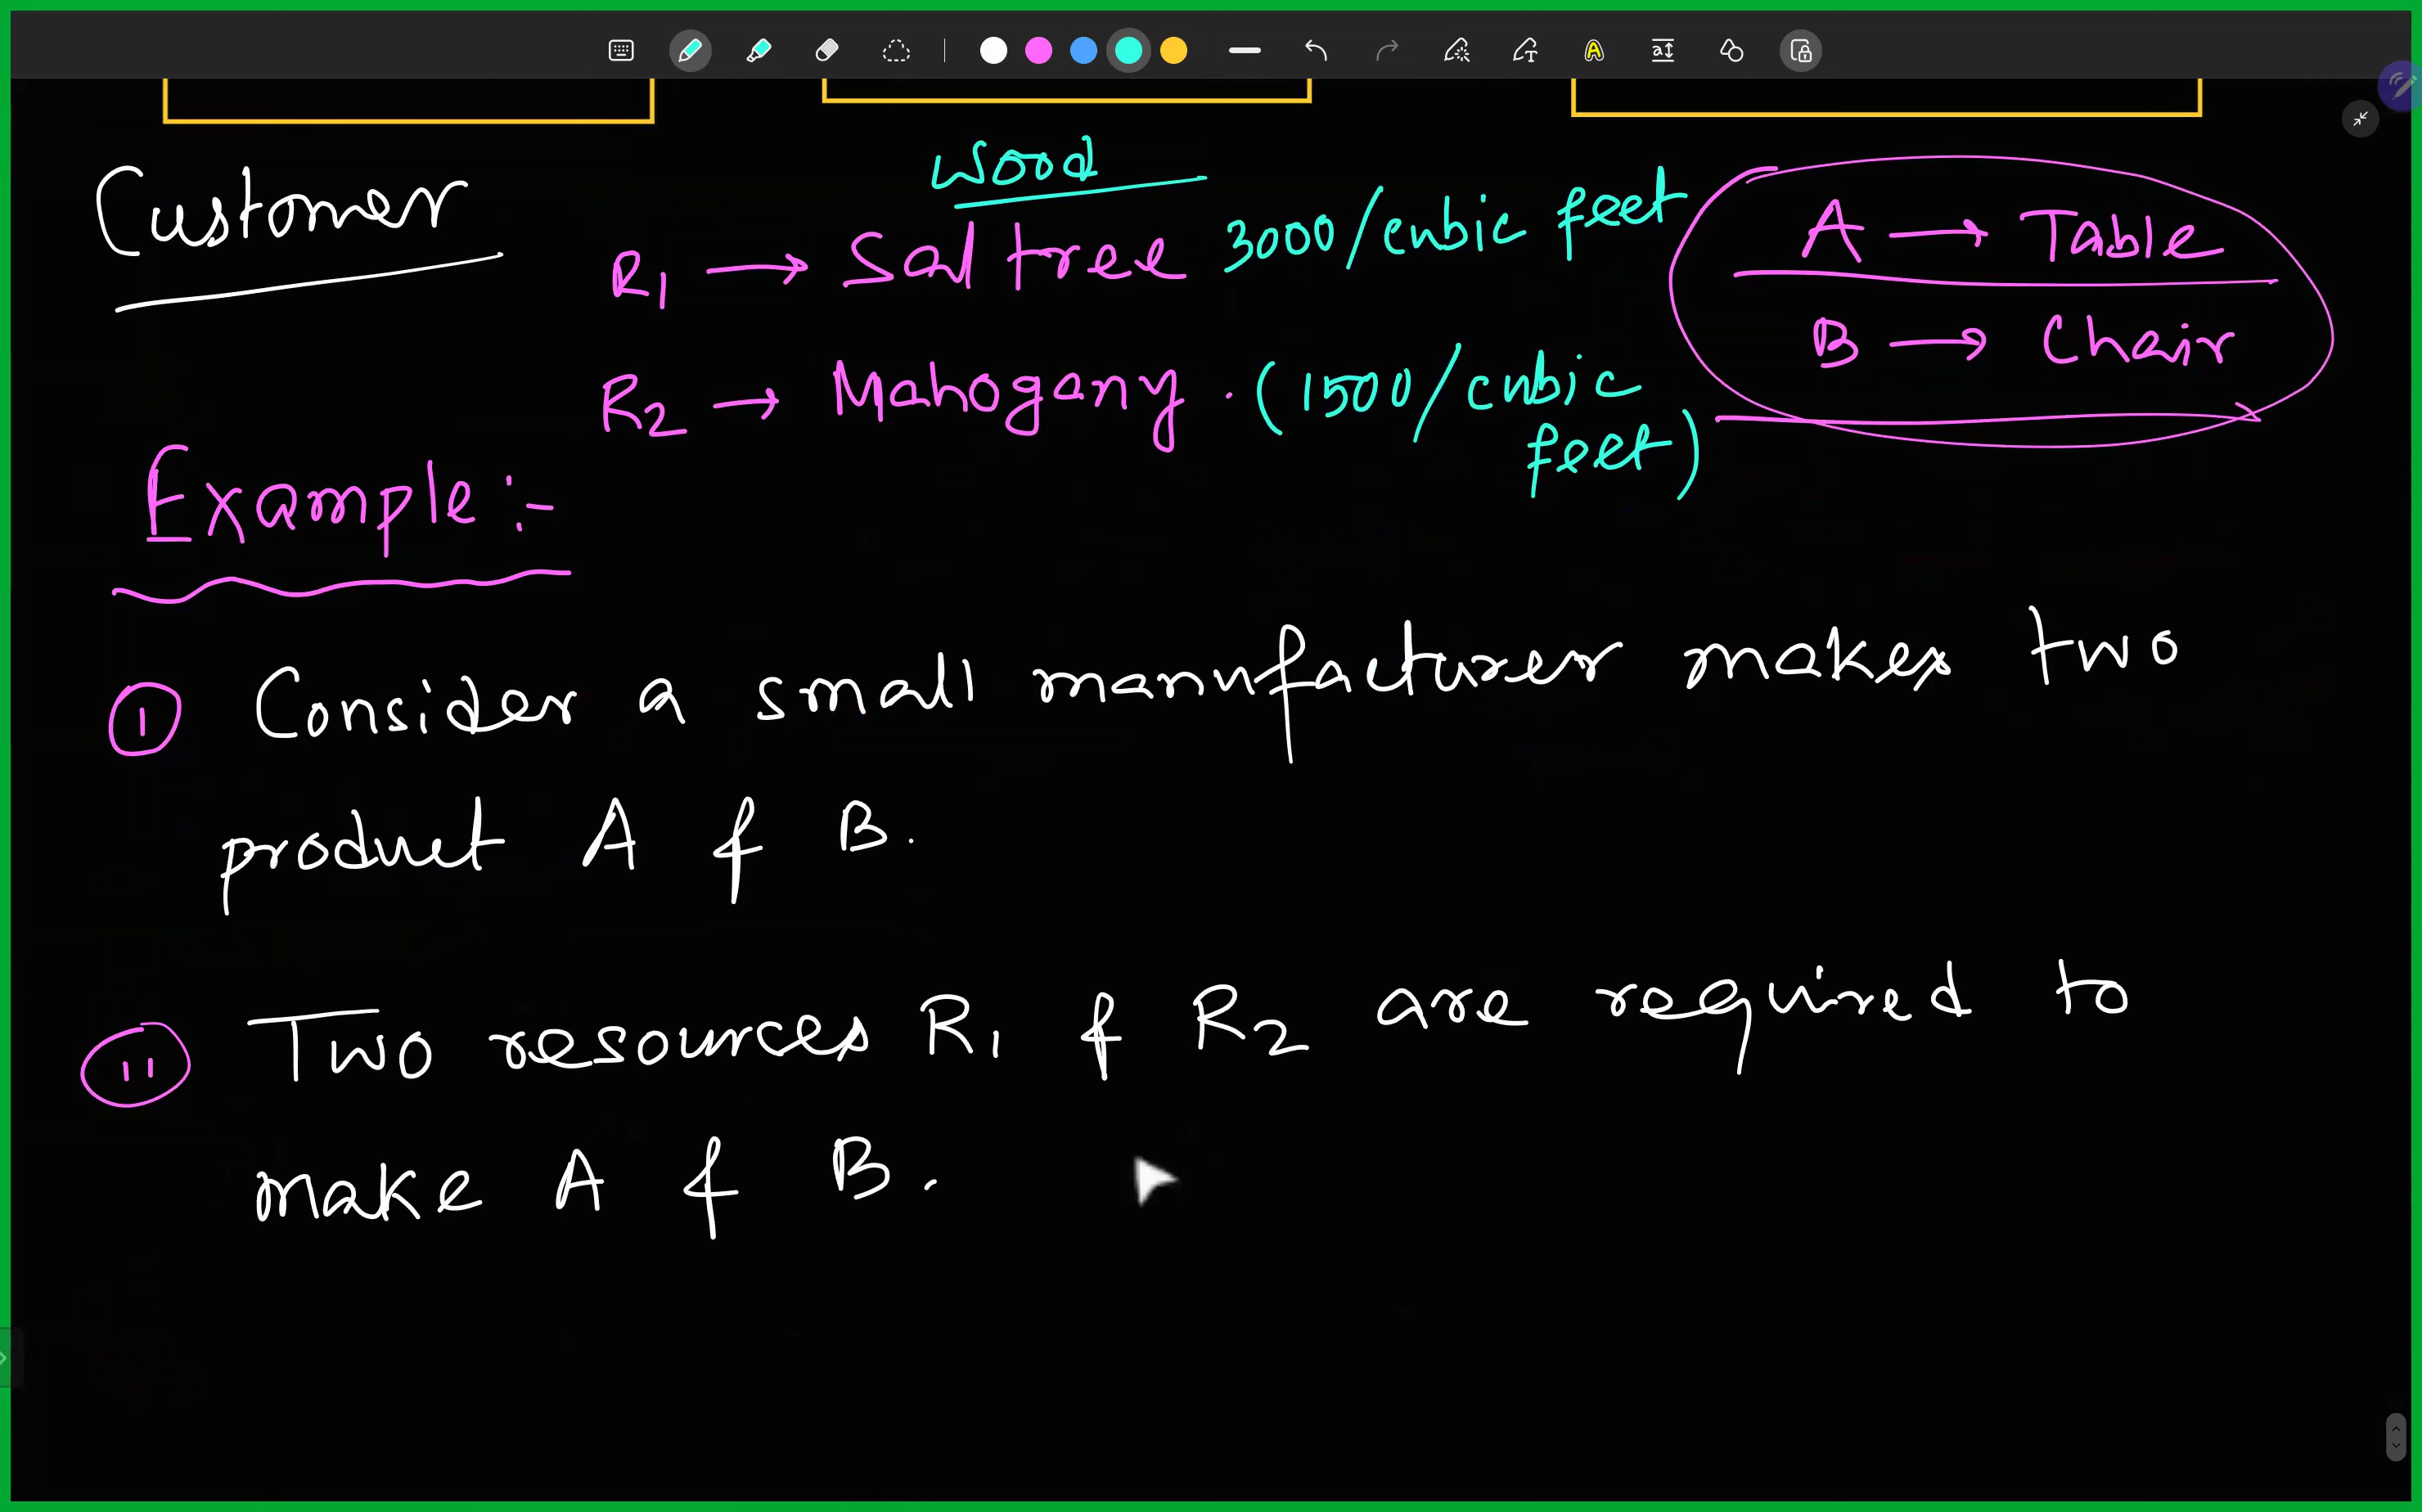 Customer
Wood
R1 → Sal tree 3000/cubic feet
R2 → Mahogany. (1500/cubic
feet)
A → Table
B → Chair
Example :-
① Consider a small manufacturer makes two
product A & B.
⑪ Two resources R1 & R2 are required to
make A & B.